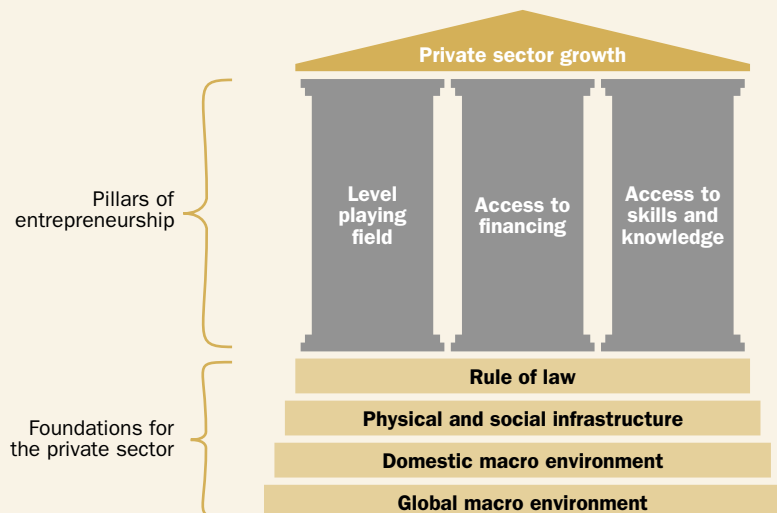 Private sector growth
Pillars of
entrepreneurship
Level
playing
field
Access to
financing
Access to
skills and
knowledge
Rule of law
Foundations for
the private sector
Physical and social infrastructure
Domestic macro environment
Global macro environment